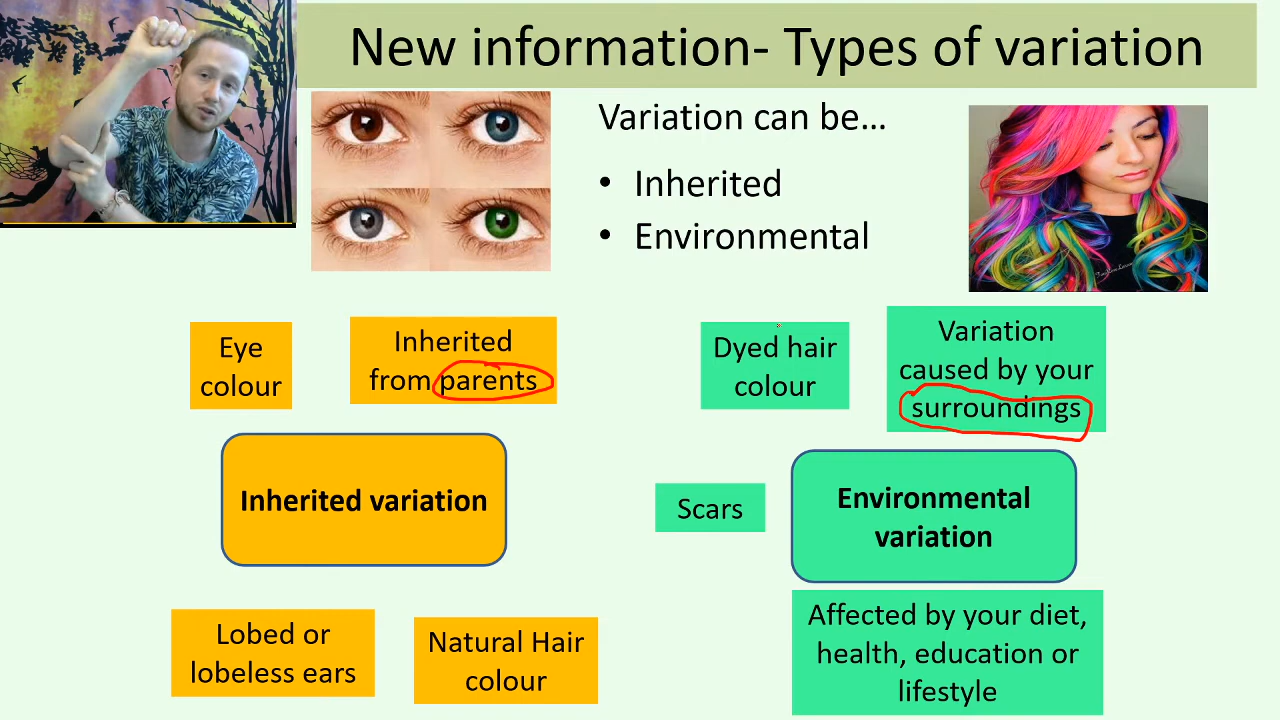 New information- Types of variation
Variation can be...
• Inherited
• Environmental
Eye
colour
Inherited
from parents
Dyed hair
colour
Variation
caused by your
surroundings
Inherited variation
Scars
Environmental
variation
Lobed or
lobeless ears
Natural Hair
colour
Affected by your diet,
health, education or
lifestyle